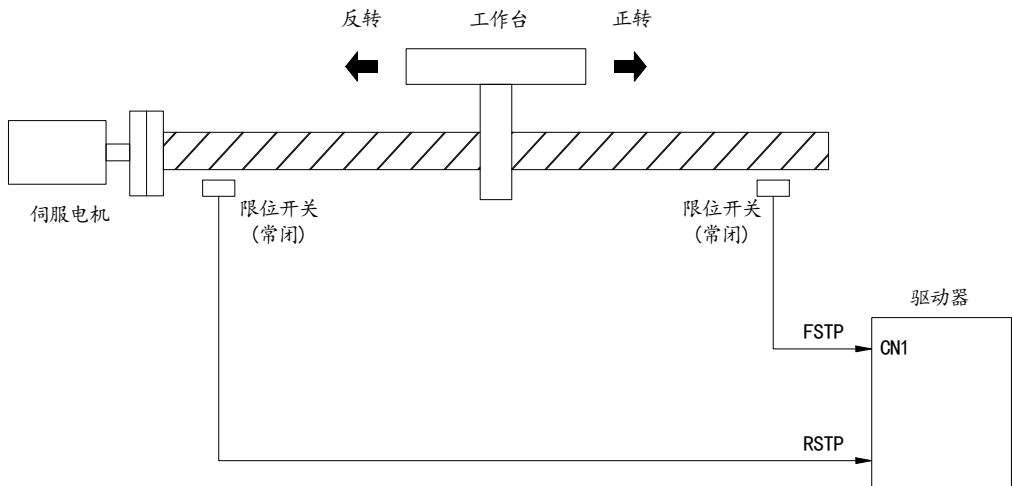 反转
工作台
正转
伺服电机
限位开关
(常闭)
限位开关
(常闭)
驱动器
FSTP
CN1
RSTP